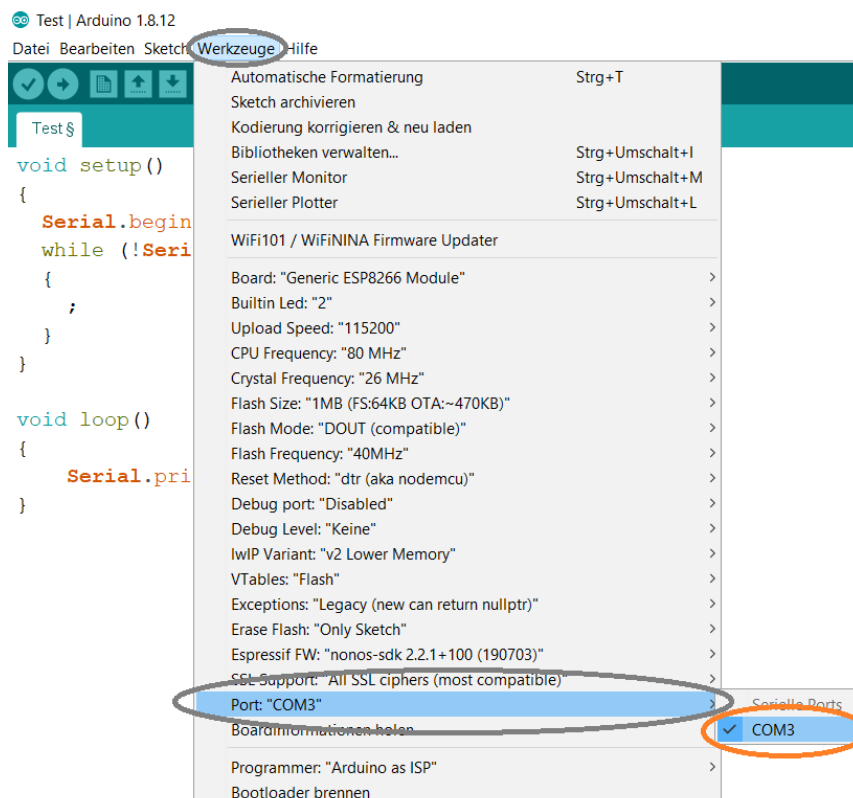 Test | Arduino 1.8.12
Datei Bearbeiten Sketch Werkzeuge Hilfe
Test §
void setup()
{
Serial.begin
while (!Seri
{
;
}
}
void loop()
{
Serial.pri
}
Automatische Formatierung Strg+T
Sketch archivieren
Kodierung korrigieren & neu laden
Bibliotheken verwalten... Strg+Umschalt+I
Serieller Monitor Strg+Umschalt+M
Serieller Plotter Strg+Umschalt+L
WiFi101 / WiFiNINA Firmware Updater
Board: "Generic ESP8266 Module"
Builtin Led: "2"
Upload Speed: "115200"
CPU Frequency: "80 MHz"
Crystal Frequency: "26 MHz"
Flash Size: "1MB (FS:64KB OTA:~470KB)"
Flash Mode: "DOUT (compatible)"
Flash Frequency: "40MHz"
Reset Method: "dtr (aka nodemcu)"
Debug port: "Disabled"
Debug Level: "Keine"
lwIP Variant: "v2 Lower Memory"
VTables: "Flash"
Exceptions: "Legacy (new can return nullptr)"
Erase Flash: "Only Sketch"
Espressif FW: "nonos-sdk 2.2.1+100 (190703)"
SSL Support: "All SSL ciphers (most compatible)"
Port: "COM3"
Boardinformationen holen
Programmer: "Arduino as ISP"
Bootloader brennen
Serielle Ports
COM3